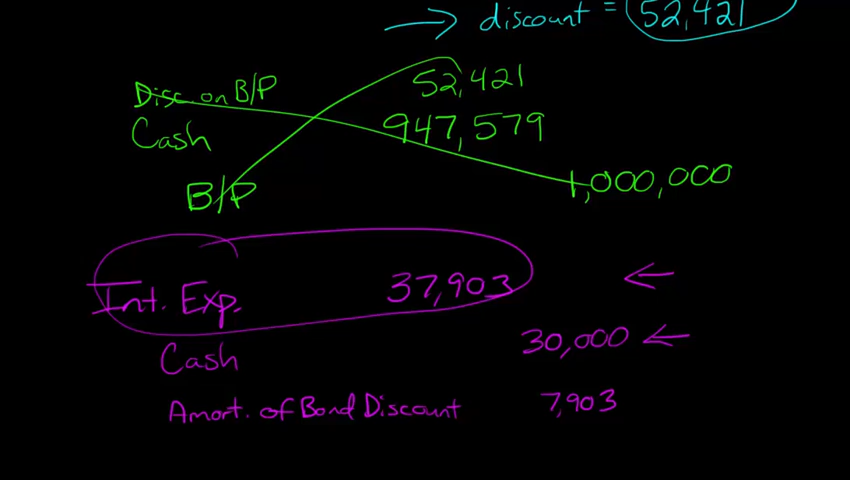 discount = 52,421
Disc. on B/P 52,421
Cash 947,579
B/P 1,000,000
Int. Exp. 37,903
Cash 30,000
Amort. of Bond Discount 7,903